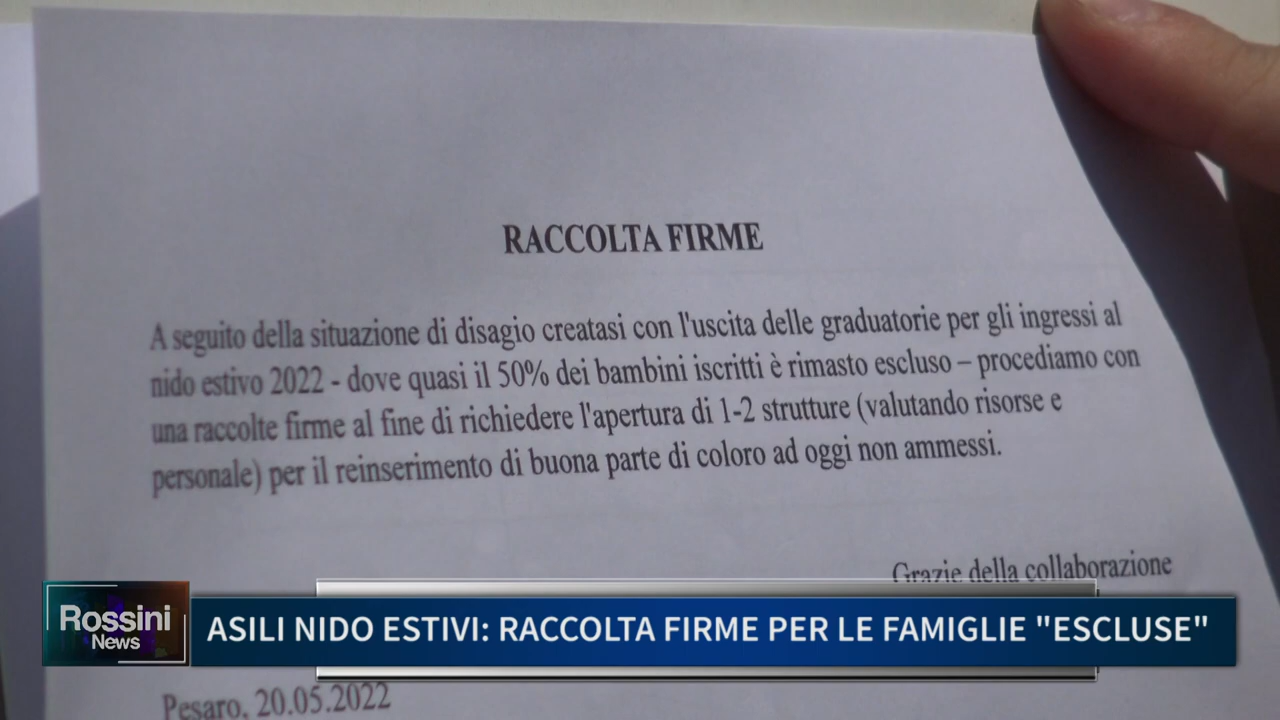 RACCOLTA FIRME
A seguito della situazione di disagio creatasi con l'uscita delle graduatorie per gli ingressi al
nido estivo 2022 - dove quasi il 50% dei bambini iscritti è rimasto escluso – procediamo con
una raccolte firme al fine di richiedere l'apertura di 1-2 strutture (valutando risorse e
personale) per il reinserimento di buona parte di coloro ad oggi non ammessi.
Grazie della collaborazione
Rossini
News
ASILI NIDO ESTIVI: RACCOLTA FIRME PER LE FAMIGLIE "ESCLUSE"
Pesaro, 20.05.2022